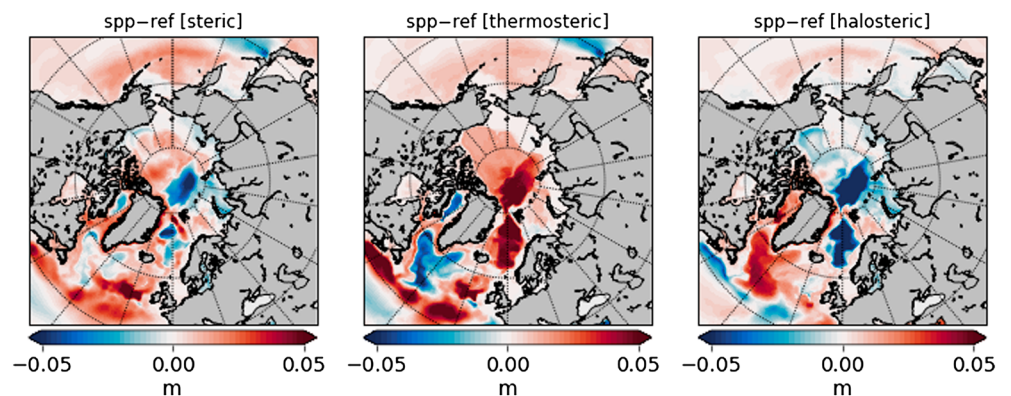 spp−ref [steric]
spp−ref [thermosteric]
spp−ref [halosteric]
−0.05 0.00 0.05
m
−0.05 0.00 0.05
m
−0.05 0.00 0.05
m